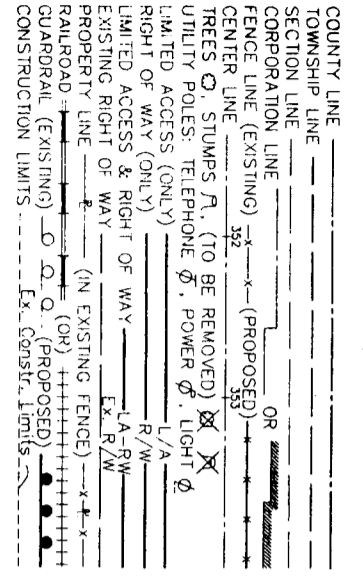 COUNTY LINE
TOWNSHIP LINE
SECTION LINE
CORPORATION LINE OR
FENCE LINE (EXISTING) x x (PROPOSED) x x
CENTER LINE 352 353
TREES, STUMPS, (TO BE REMOVED)
UTILITY POLES: TELEPHONE, POWER, LIGHT
LIMITED ACCESS (ONLY) L/A
RIGHT OF WAY (ONLY) R/W
LIMITED ACCESS & RIGHT OF WAY LA-RW
EXISTING RIGHT OF WAY Ex. R/W
PROPERTY LINE (IN EXISTING FENCE) x x
RAILROAD (OR)
GUARDRAIL (EXISTING) (PROPOSED)
CONSTRUCTION LIMITS Ex. Constr. Limits